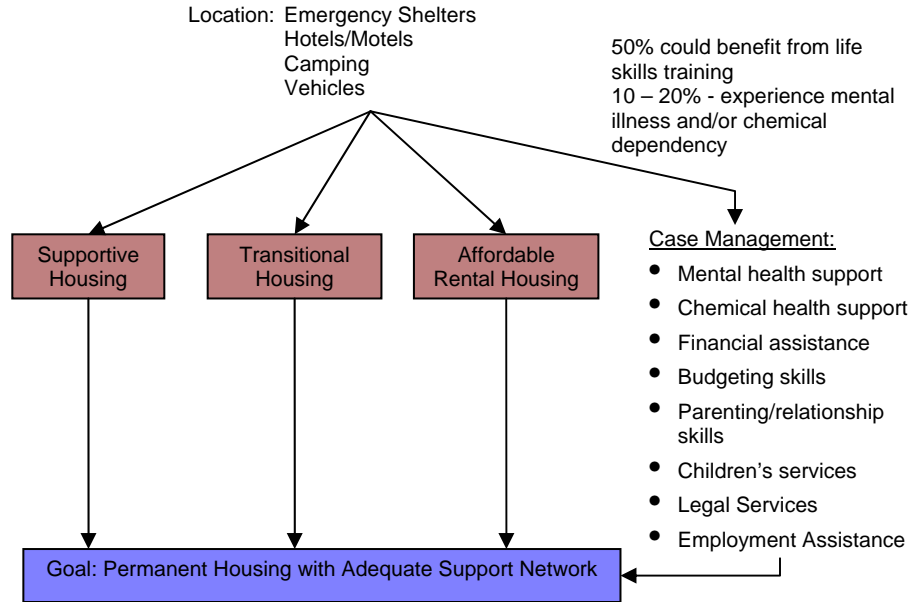 Location: Emergency Shelters
Hotels/Motels
Camping
Vehicles
50% could benefit from life
skills training
10 – 20% - experience mental
illness and/or chemical
dependency
Supportive
Housing
Transitional
Housing
Affordable
Rental Housing
Case Management:
• Mental health support
• Chemical health support
• Financial assistance
• Budgeting skills
• Parenting/relationship
skills
• Children’s services
• Legal Services
• Employment Assistance
Goal: Permanent Housing with Adequate Support Network